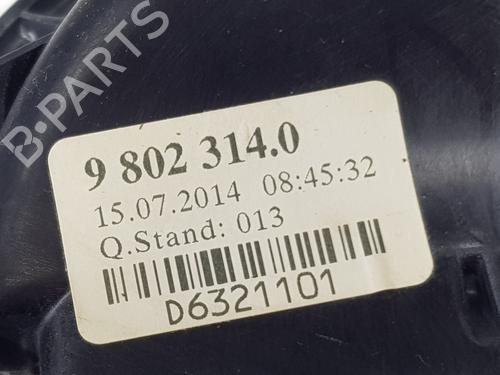 B-PARTS
9 802 314.0
15.07.2014 08:45:32
Q.Stand: 013
D6321101